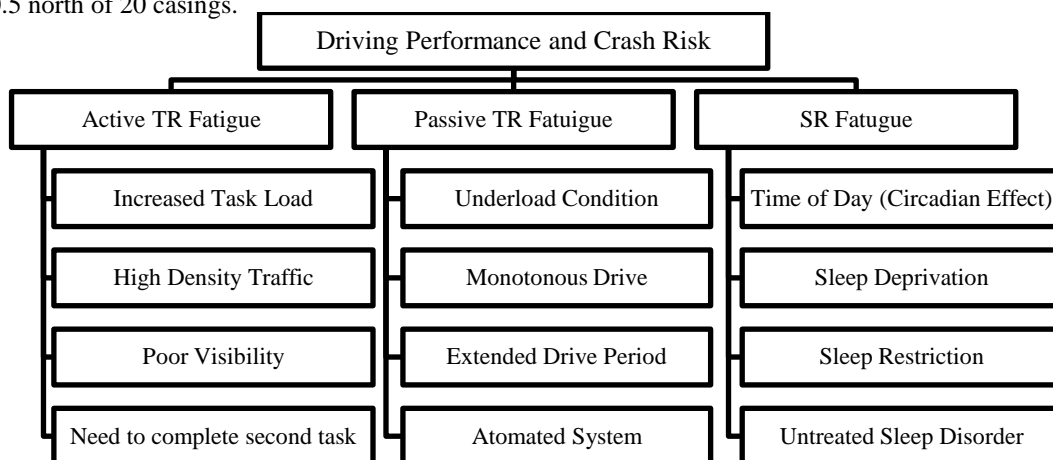 .5 north of 20 casings.
Driving Performance and Crash Risk
Active TR Fatigue
Increased Task Load
High Density Traffic
Poor Visibility
Need to complete second task
Passive TR Fatuigue
Underload Condition
Monotonous Drive
Extended Drive Period
Atomated System
SR Fatugue
Time of Day (Circadian Effect)
Sleep Deprivation
Sleep Restriction
Untreated Sleep Disorder